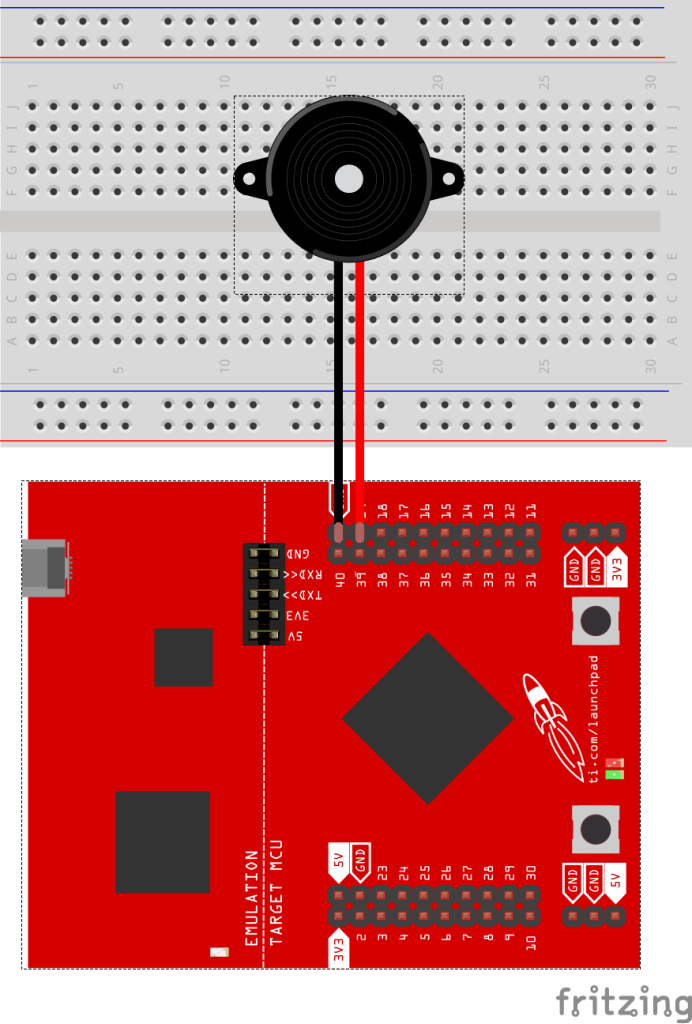 1 5 10 15 20 25 30
J J
I I
H H
G G
F F
E E
D D
C C
B B
A A
1 5 10 15 20 25 30
18 17 16 15 14 13 12 11
40 39 38 37 36 35 34 33 32 31
GND GND 3V3
GND
RXD<<
TXD>>
3V3
5V
ti.com/launchpad
EMULATION
TARGET MCU
5V GND 23 24 25 26 27 28 29 30
GND GND 5V
3V3 2 3 4 5 6 7 8 9 10
fritzing